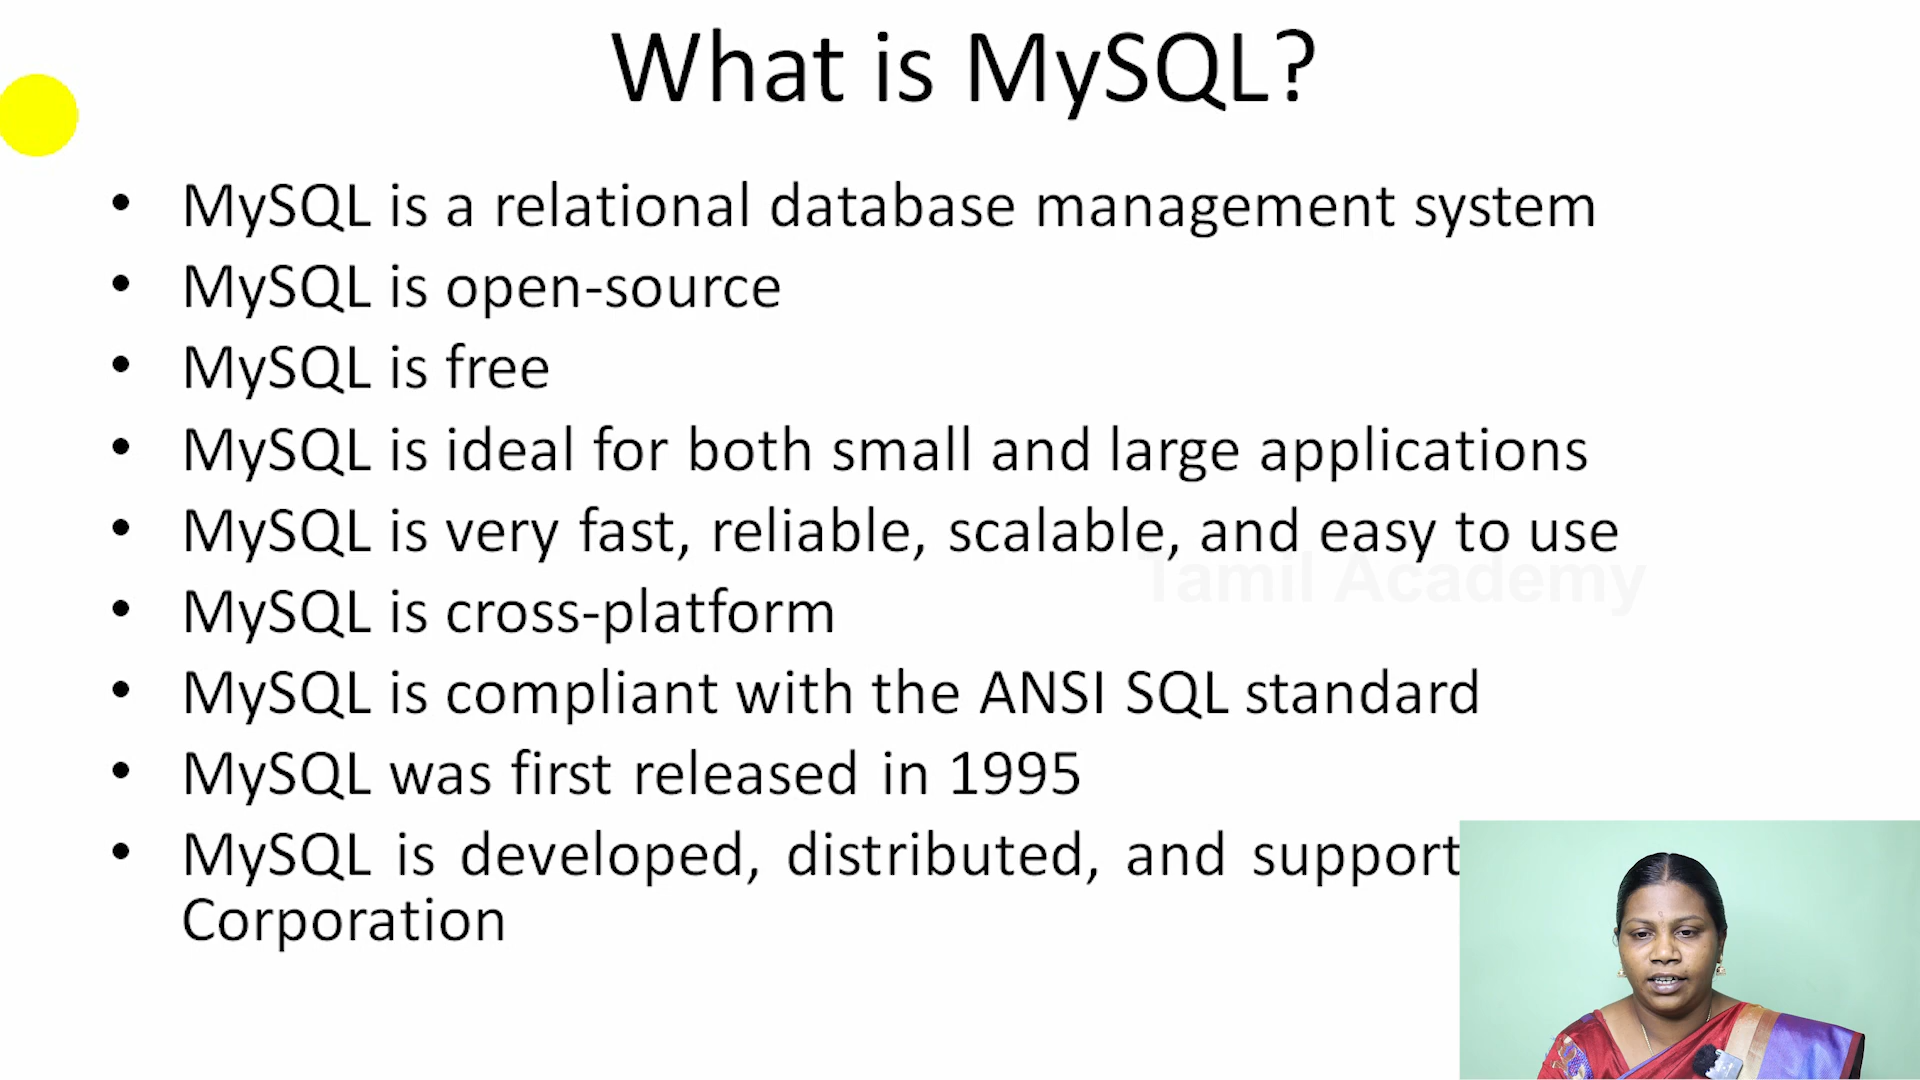 What is MySQL?
• MySQL is a relational database management system
• MySQL is open-source
• MySQL is free
• MySQL is ideal for both small and large applications
• MySQL is very fast, reliable, scalable, and easy to use
Tamil Academy
• MySQL is cross-platform
• MySQL is compliant with the ANSI SQL standard
• MySQL was first released in 1995
• MySQL is developed, distributed, and support
Corporation